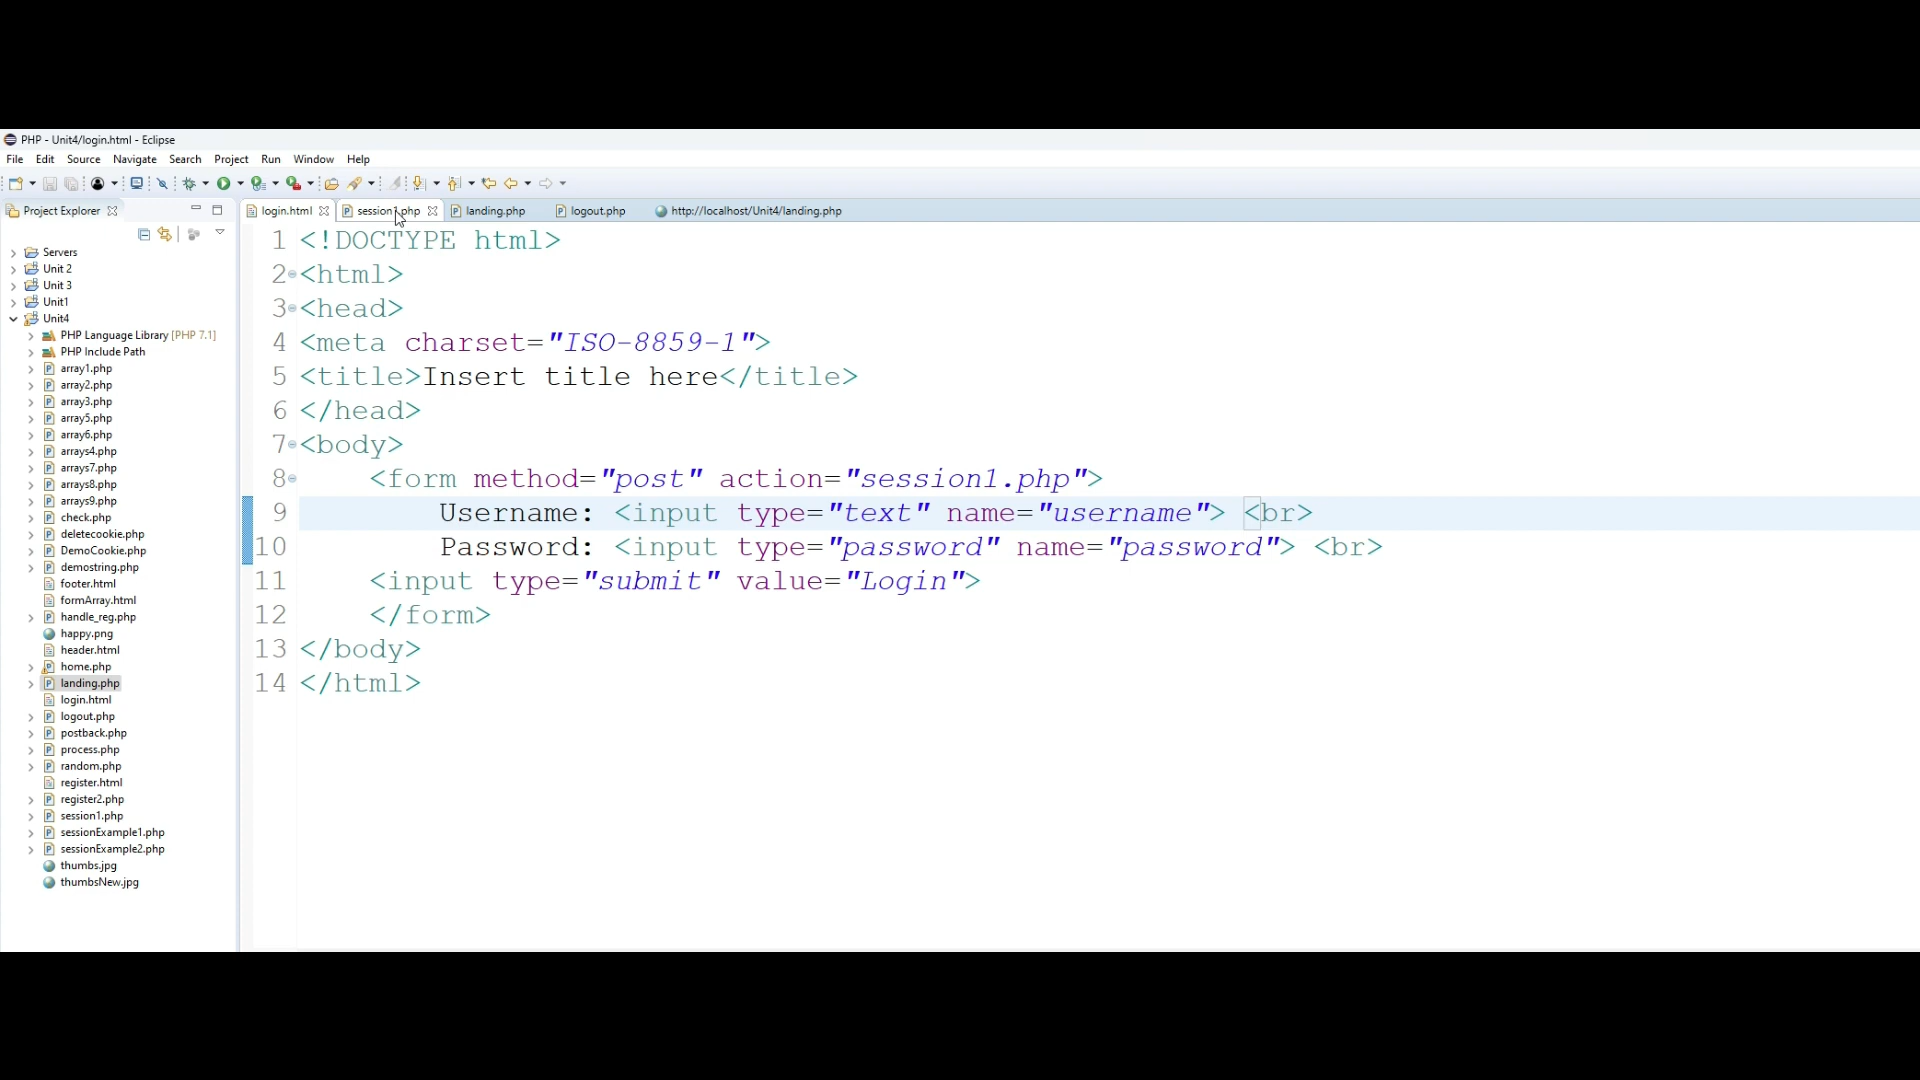 PHP - Unit4/login.html - Eclipse
File Edit Source Navigate Search Project Run Window Help
Project Explorer
login.html session1.php landing.php logout.php http://localhost/Unit4/landing.php
Servers
Unit 2
Unit 3
Unit1
Unit4
PHP Language Library [PHP 7.1]
PHP Include Path
array1.php
array2.php
array3.php
array5.php
array6.php
arrays4.php
arrays7.php
arrays8.php
arrays9.php
check.php
deletecookie.php
DemoCookie.php
demostring.php
footer.html
formArray.html
handle_reg.php
happy.png
header.html
home.php
landing.php
login.html
logout.php
postback.php
process.php
random.php
register.html
register2.php
session1.php
sessionExample1.php
sessionExample2.php
thumbs.jpg
thumbsNew.jpg
1 <!DOCTYPE html>
2 <html>
3 <head>
4 <meta charset="ISO-8859-1">
5 <title>Insert title here</title>
6 </head>
7 <body>
8 <form method="post" action="session1.php">
9 Username: <input type="text" name="username"> <br>
10 Password: <input type="password" name="password"> <br>
11 <input type="submit" value="Login">
12 </form>
13 </body>
14 </html>